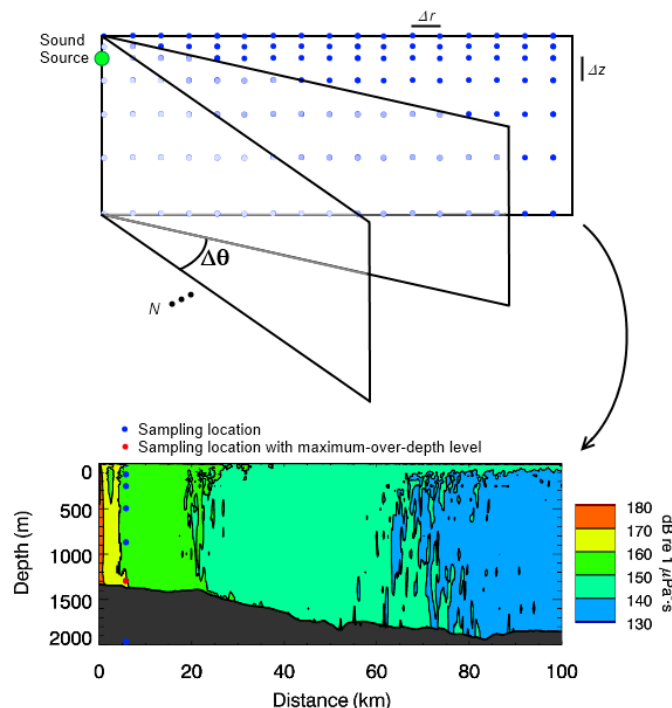 Δr
Sound
Source
Δz
Δθ
N
Sampling location
Sampling location with maximum-over-depth level
0
500
1000
1500
2000
Depth (m)
0 20 40 60 80 100
Distance (km)
180
170
160
150
140
130
dB re 1 μPa·s